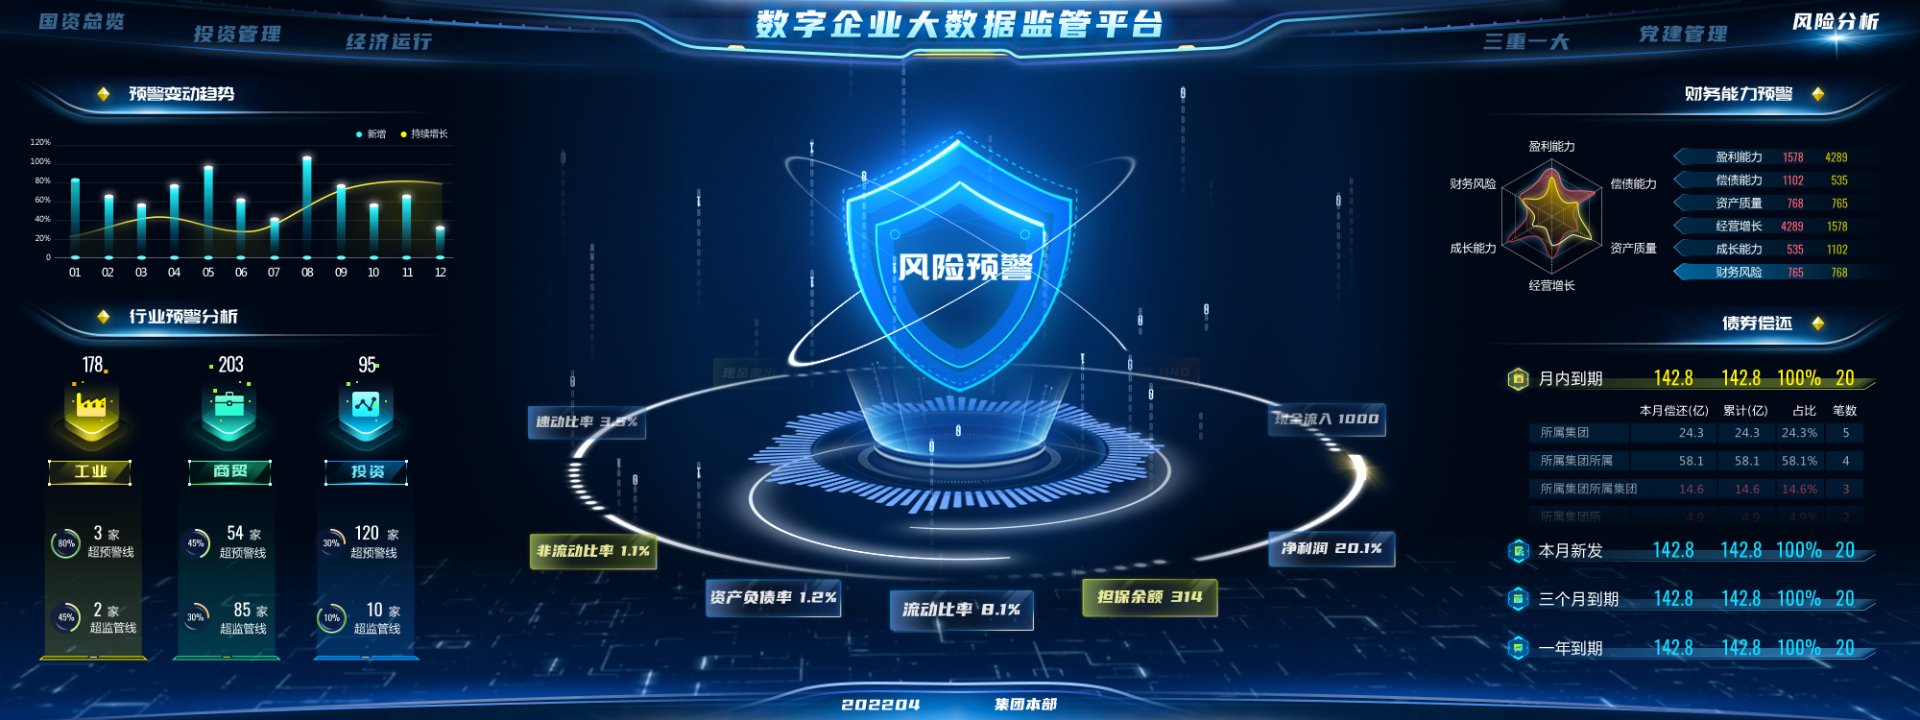 国资总览
投资管理
经济运行
数字企业大数据监管平台
三重一大
党建管理
风险分析
预警变动趋势
新增 持续增长
120%
100%
80%
60%
40%
20%
0
01 02 03 04 05 06 07 08 09 10 11 12
行业预警分析
178
203
95
工业
商贸
投资
80% 3 家
超预警线
45% 54 家
超预警线
30% 120 家
超预警线
45% 2 家
超监管线
30% 85 家
超监管线
10% 10 家
超监管线
风险预警
速动比率 3.5%
现金流入 1000
非流动比率 1.1%
净利润 20.1%
资产负债率 1.2%
流动比率 8.1%
担保余额 314
财务能力预警
盈利能力
财务风险
偿债能力
成长能力
资产质量
经营增长
盈利能力 1578 4289
偿债能力 1102 535
资产质量 768 765
经营增长 4289 1578
成长能力 535 1102
财务风险 765 768
债券偿还
月内到期 142.8 142.8 100% 20
本月偿还(亿) 累计(亿) 占比 笔数
所属集团 24.3 24.3 24.3% 5
所属集团所属 58.1 58.1 58.1% 4
所属集团所属集团 14.6 14.6 14.6% 3
所属集团所 4.9 4.9 4.9% 2
本月新发 142.8 142.8 100% 20
三个月到期 142.8 142.8 100% 20
一年到期 142.8 142.8 100% 20
202204 集团本部